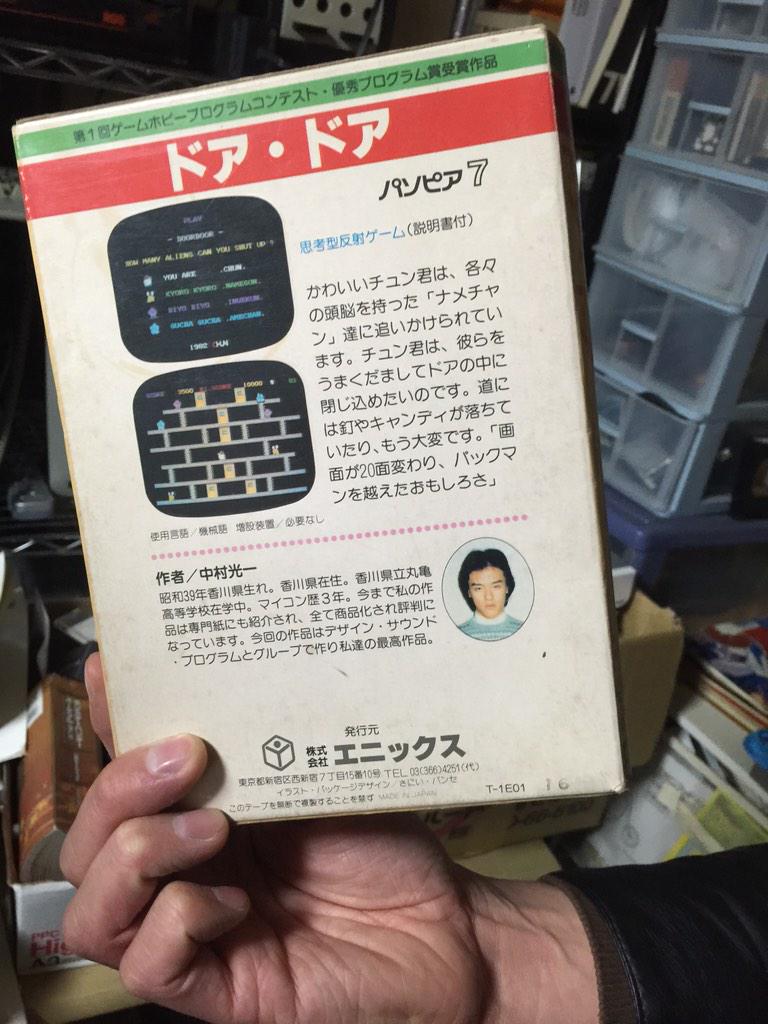 第1回ゲームホビープログラムコンテスト・優秀プログラム賞受賞作品
ドア・ドア
パソピア7
PLAY
- DOORDOOR -
HOW MANY ALIENS CAN YOU SHUT UP ?
YOU ARE .CHUN.
KYORO KYORO .NAMEGON.
BIYO BIYO .INUKKUN.
GUCHA GUCHA .AMECHAN.
1982 CHUN
思考型反射ゲーム(説明書付)
かわいいチュン君は、各々
の頭脳を持った「ナメチャ
ン」達に追いかけられてい
ます。チュン君は、彼らを
うまくだましてドアの中に
閉じ込めたいのです。道に
は釘やキャンディが落ちて
いたり、もう大変です。「画
面が20面変わり、パックマ
ンを越えたおもしろさ」
SCORE 3500 HI-SCORE 10000
使用言語/機械語 増設装置/必要なし
作者/中村光一
昭和39年香川県生れ。香川県在住。香川県立丸亀
高等学校在学中。マイコン歴3年。今まで私の作
品は専門紙にも紹介され、全て商品化され評判に
なっています。今回の作品はデザイン・サウンド
・プログラムとグループで作り私達の最高作品。
発行元
株式会社 エニックス
東京都新宿区西新宿7丁目15番10号 TEL 03(366)4251(代)
イラスト・パッケージデザイン/さにい・パンセ
このテープを無断で複製することを禁ず MADE IN JAPAN
T-1E01
16
PPC